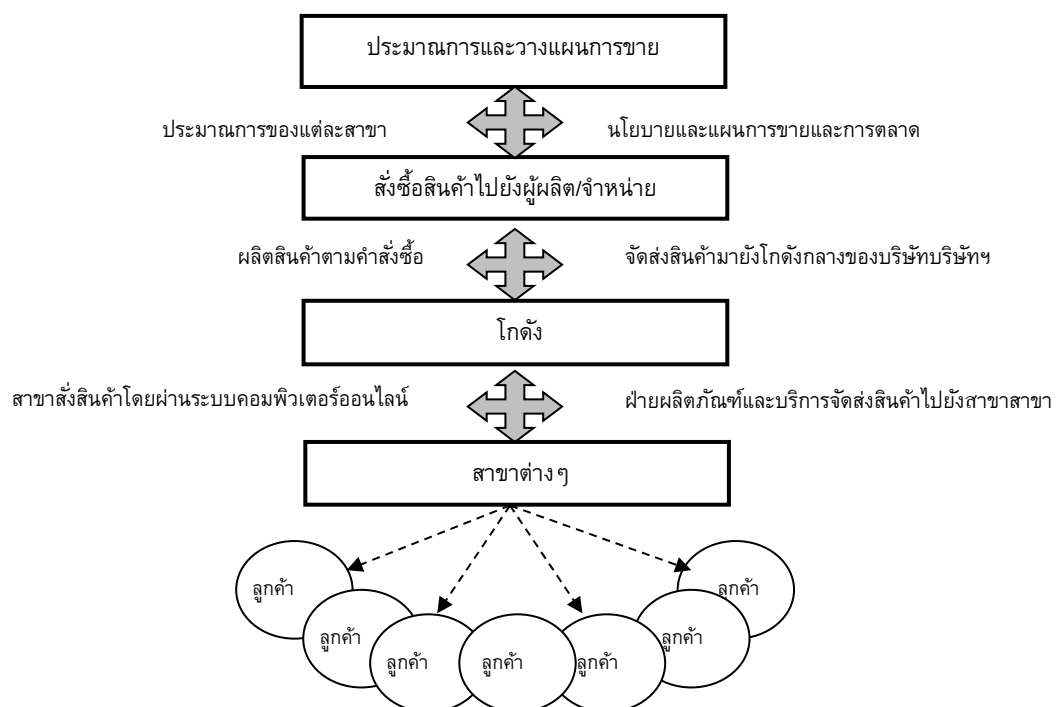 ประมาณการและวางแผนการขาย
ประมาณการของแต่ละสาขา
นโยบายและแผนการขายและการตลาด
สั่งซื้อสินค้าไปยังผู้ผลิต/จำหน่าย
ผลิตสินค้าตามคำสั่งซื้อ
จัดส่งสินค้ามายังโกดังกลางของบริษัทบริษัทฯ
โกดัง
สาขาสั่งสินค้าโดยผ่านระบบคอมพิวเตอร์ออนไลน์
ฝ่ายผลิตภัณฑ์และบริการจัดส่งสินค้าไปยังสาขาสาขา
สาขาต่างๆ
ลูกค้า
ลูกค้า
ลูกค้า
ลูกค้า
ลูกค้า
ลูกค้า
ลูกค้า